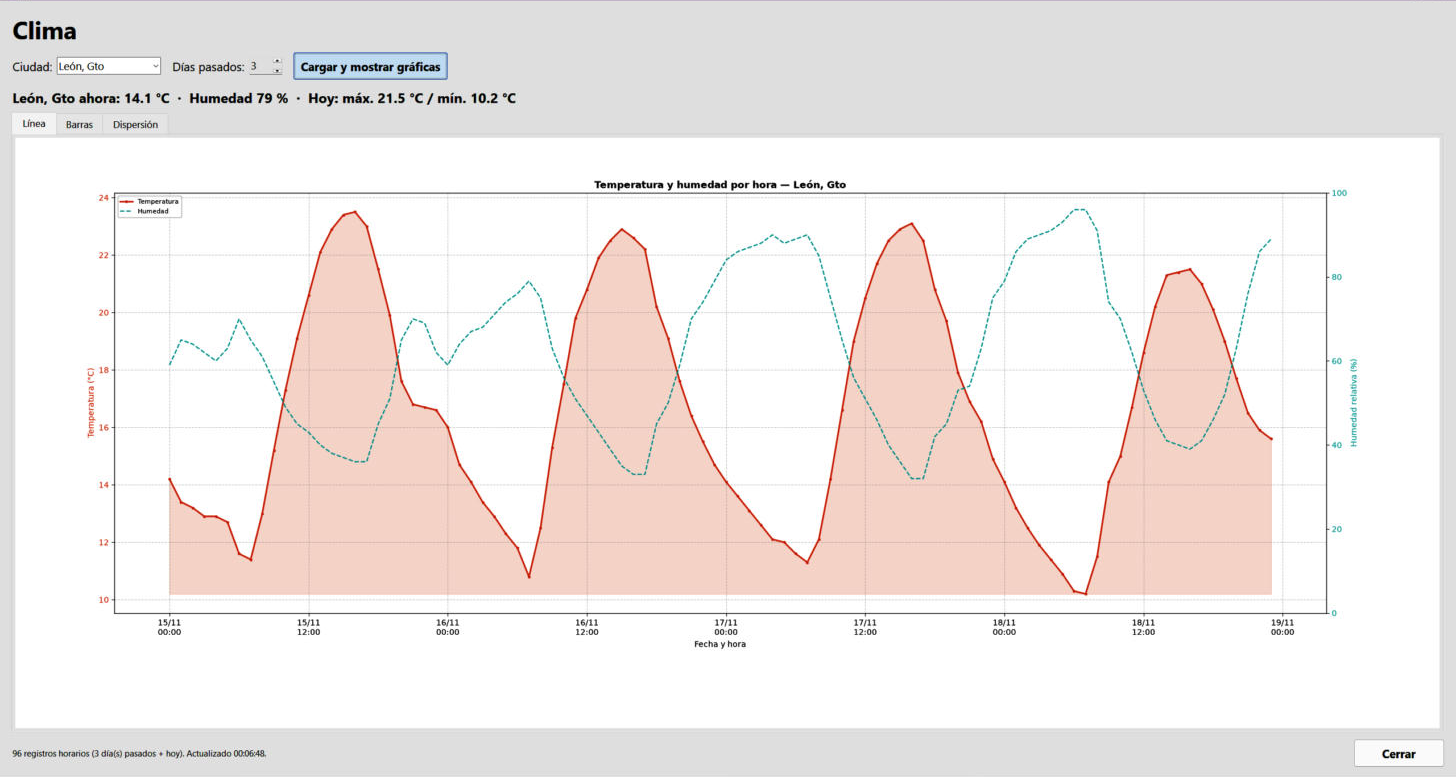 Clima
Ciudad: León, Gto Días pasados: 3 Cargar y mostrar gráficas
León, Gto ahora: 14.1 °C · Humedad 79 % · Hoy: máx. 21.5 °C / mín. 10.2 °C
Línea Barras Dispersión
Temperatura y humedad por hora — León, Gto
Temperatura
Humedad
Temperatura (°C)
24
22
20
18
16
14
12
10
100
80
60
40
20
0
Humedad relativa (%)
15/11 15/11 16/11 16/11 17/11 17/11 18/11 18/11 19/11
00:00 12:00 00:00 12:00 00:00 12:00 00:00 12:00 00:00
Fecha y hora
96 registros horarios (3 día(s) pasados + hoy). Actualizado 00:06:48.
Cerrar